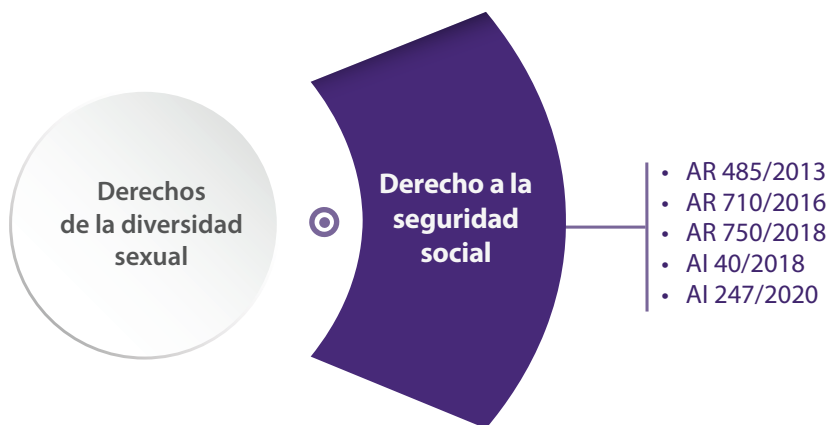 Derechos
de la diversidad
sexual
Derecho a la
seguridad
social
• AR 485/2013
• AR 710/2016
• AR 750/2018
• AI 40/2018
• AI 247/2020